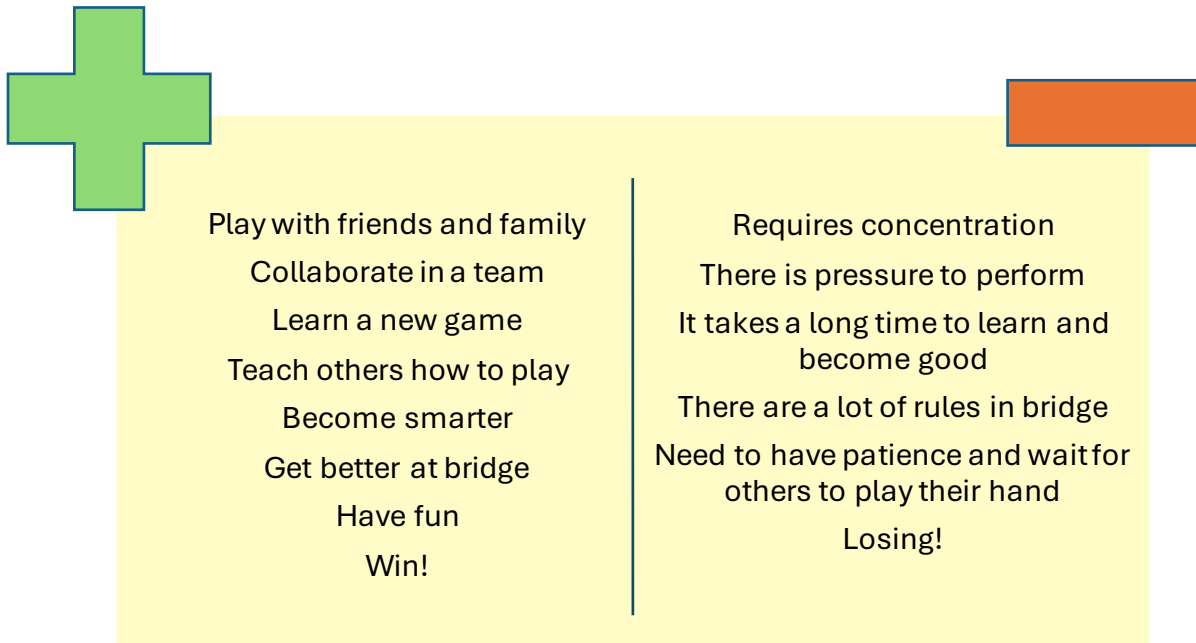 Play with friends and family
Collaborate in a team
Learn a new game
Teach others how to play
Become smarter
Get better at bridge
Have fun
Win!
Requires concentration
There is pressure to perform
It takes a long time to learn and
become good
There are a lot of rules in bridge
Need to have patience and wait for
others to play their hand
Losing!